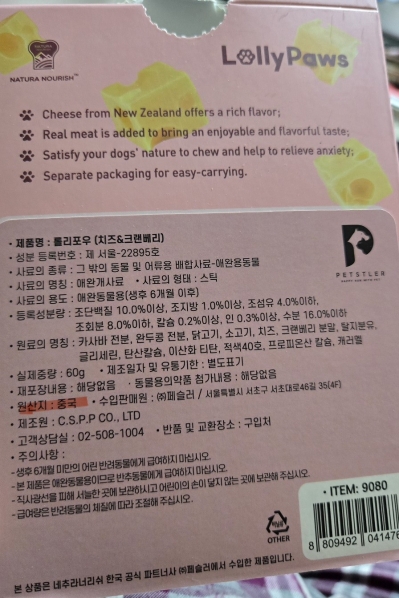 NATURA NOURISH™
LollyPaws
Cheese from New Zealand offers a rich flavor;
Real meat is added to bring an enjoyable and flavorful taste;
Satisfy your dogs' nature to chew and help to relieve anxiety;
Separate packaging for easy-carrying.
• 제품명 : 롤리포우 (치즈&크랜베리)
• 성분 등록번호 : 제 서울-22895호
• 사료의 종류 : 그 밖의 동물 및 어류용 배합사료-애완용동물
• 사료의 명칭 : 애완개사료 • 사료의 형태 : 스틱
• 사료의 용도 : 애완동물용(생후 6개월 이후)
• 등록성분량 : 조단백질 10.0%이상, 조지방 1.0%이상, 조섬유 4.0%이하,
조회분 8.0%이하, 칼슘 0.2%이상, 인 0.3%이상, 수분 16.0%이하
• 원료의 명칭 : 카사바 전분, 완두콩 전분, 닭고기, 소고기, 치즈, 크랜베리 분말, 탈지분유,
글리세린, 탄산칼슘, 이산화 티탄, 적색40호, 프로피온산 칼슘, 캐러멜
• 실제중량 : 60g • 제조일자 및 유통기한 : 별도표기
• 재포장내용 : 해당없음 • 동물용의약품 첨가내용 : 해당없음
• 원산지 : 중국 • 수입판매원 : ㈜페슬러 / 서울특별시 서초구 서초대로46길 35(4F)
• 제조원 : C.S.P.P CO., LTD
• 고객상담실 : 02-508-1004 • 반품 및 교환장소 : 구입처
• 주의사항 :
- 생후 6개월 미만의 어린 반려동물에게 급여하지 마십시오.
- 본 제품은 애완동물용이므로 반추동물에게 급여하지 마십시오.
- 직사광선을 피해 서늘한 곳에 보관하시고 어린이의 손이 닿지 않는 곳에 보관해 주십시오.
- 급여량은 반려동물의 체질에 따라 조절해 주십시오.
PETSTLER
OTHER
• ITEM: 9080
8 809492 041476
본 상품은 네추라너리쉬 한국 공식 파트너사 ㈜페슬러에서 수입한 제품입니다.